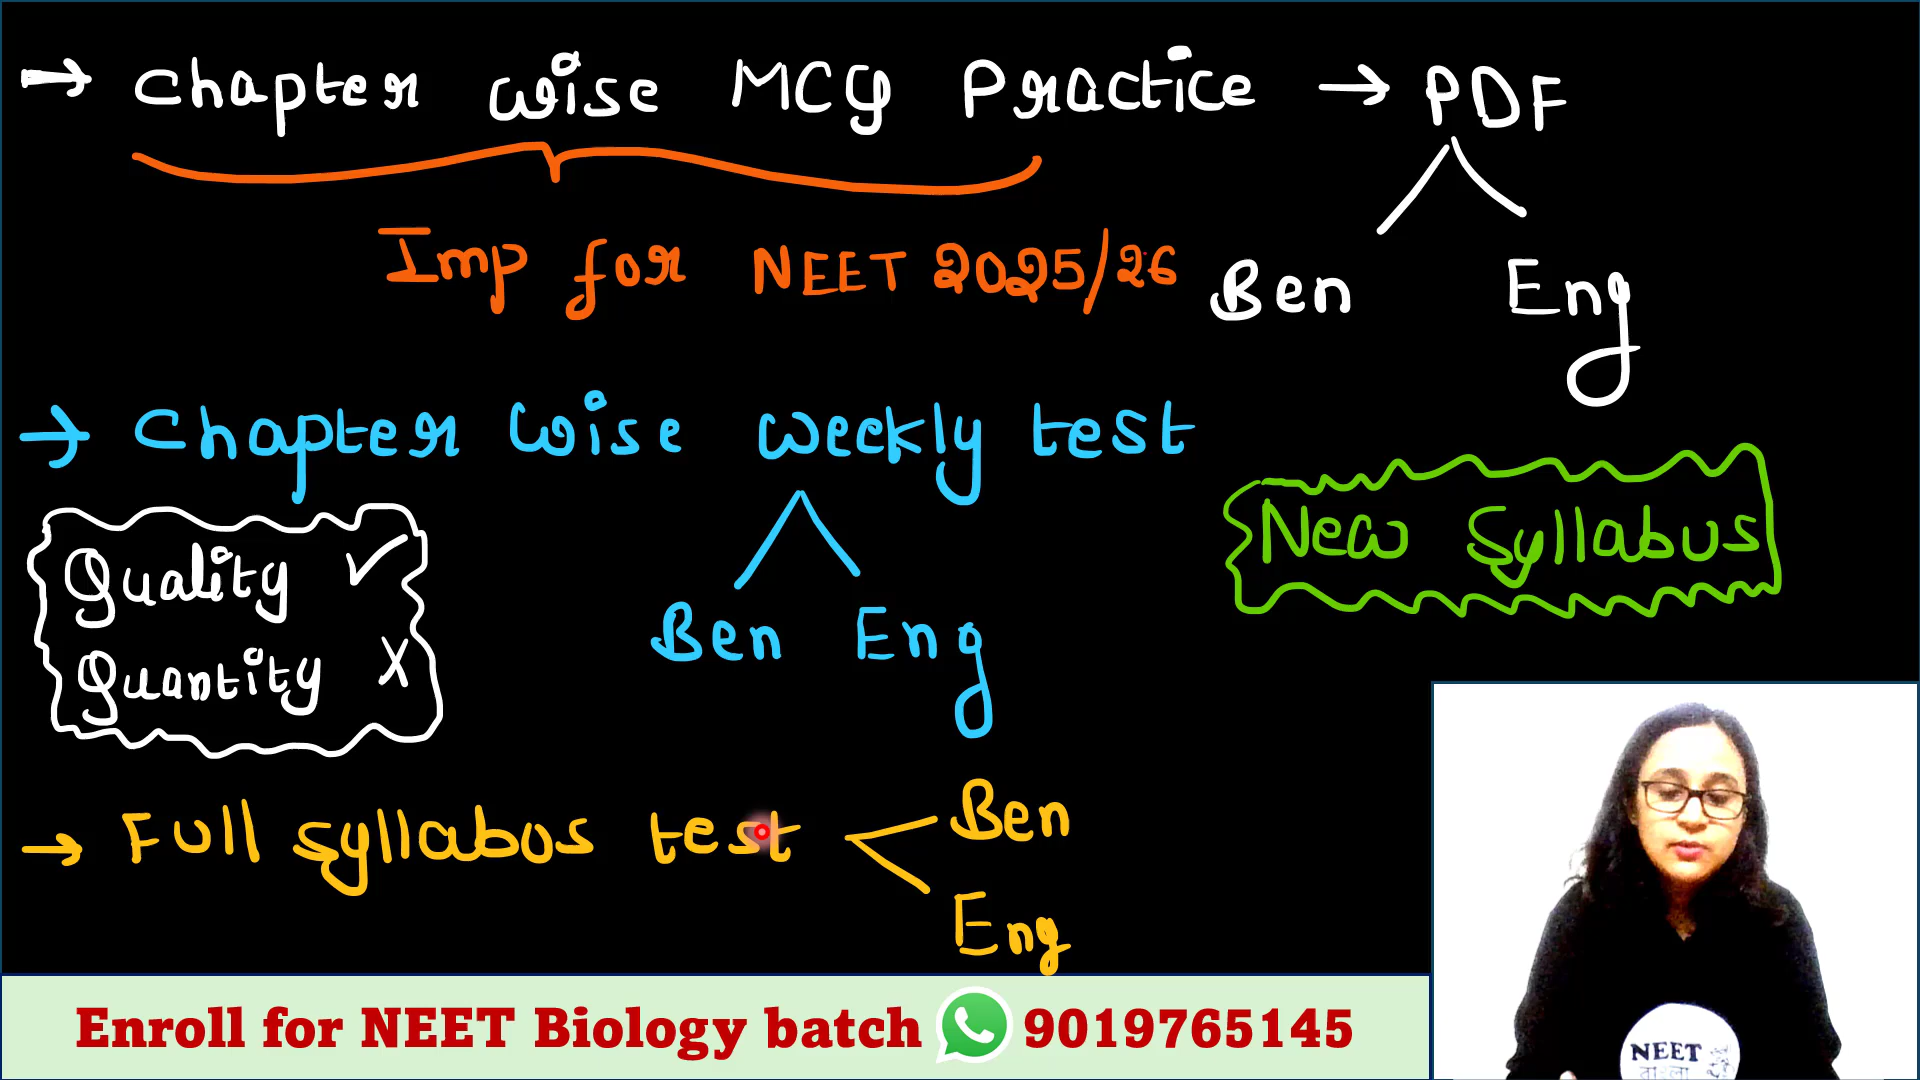 → Chapter wise MCQ Practice → PDF
Ben Eng
Imp for NEET 2025/26
→ Chapter wise weekly test
Ben Eng
New Syllabus
Quality ✓
Quantity X
→ Full syllabus test
Ben
Eng
Enroll for NEET Biology batch 9019765145
NEET
বাংলা